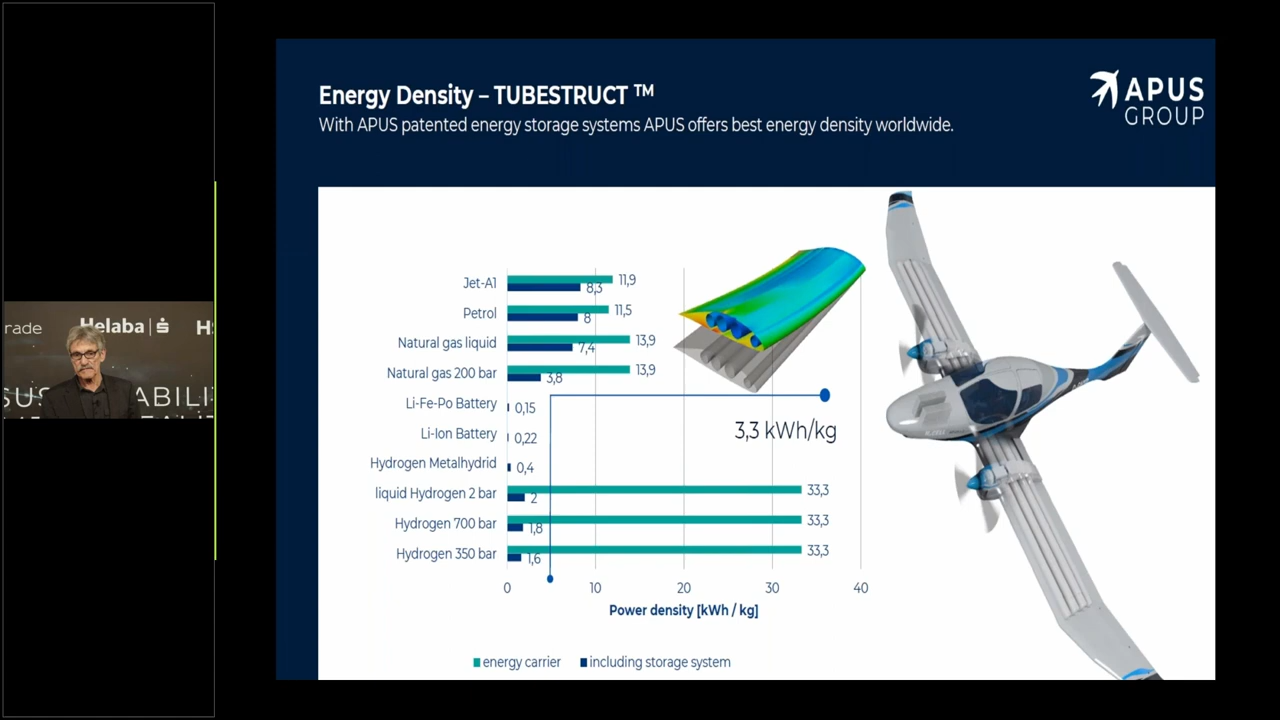 Energy Density – TUBESTRUCT ™
With APUS patented energy storage systems APUS offers best energy density worldwide.
APUS
GROUP
rade Helaba H
SUS ABILI
Jet-A1 11,9
8,3
Petrol 11,5
8
Natural gas liquid 13,9
7,4
Natural gas 200 bar 13,9
3,8
Li-Fe-Po Battery 0,15
Li-Ion Battery 0,22
Hydrogen Metalhydrid 0,4
liquid Hydrogen 2 bar 33,3
2
Hydrogen 700 bar 33,3
1,8
Hydrogen 350 bar 33,3
1,6
3,3 kWh/kg
0 10 20 30 40
Power density [kWh / kg]
energy carrier including storage system